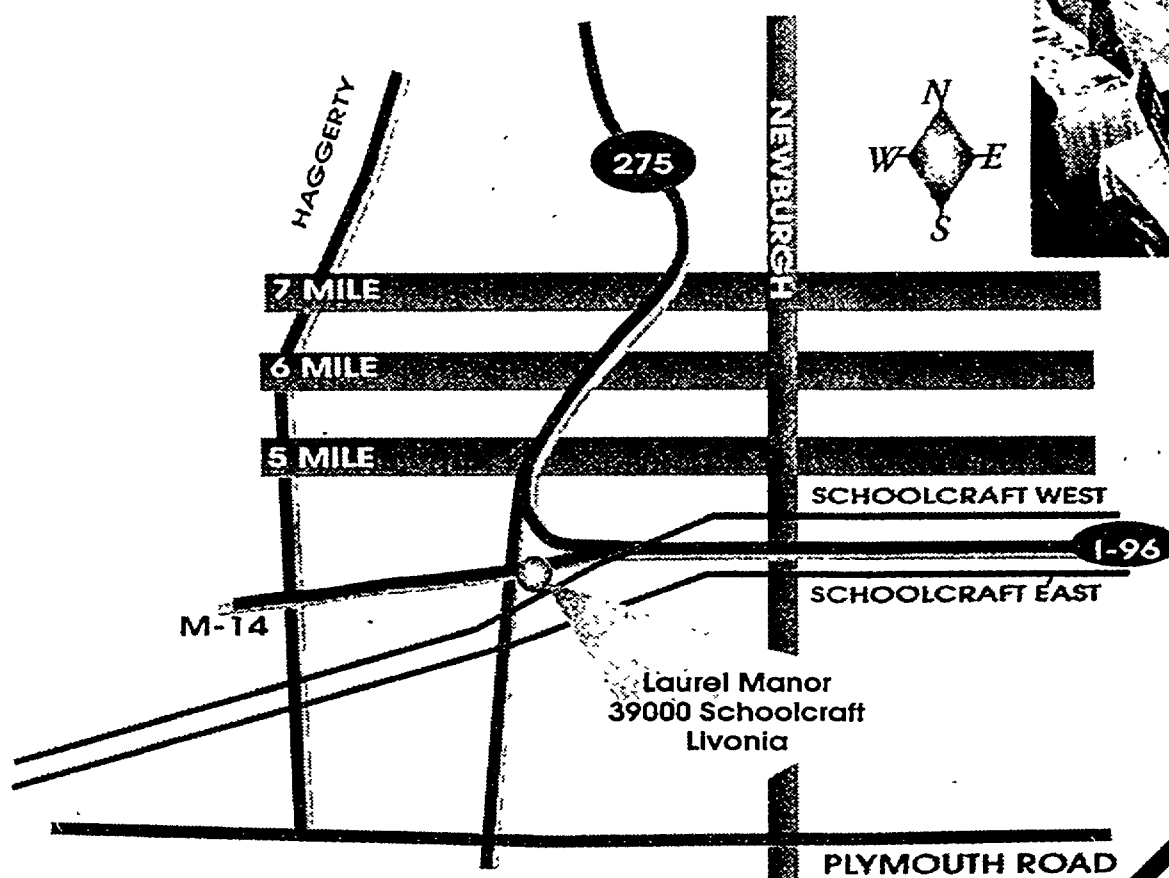 N
HAGGERTY
275
NEWBURGH
W E
S
7 MILE
6 MILE
5 MILE
SCHOOLCRAFT WEST
I-96
SCHOOLCRAFT EAST
M-14
Laurel Manor
39000 Schoolcraft
Livonia
PLYMOUTH ROAD